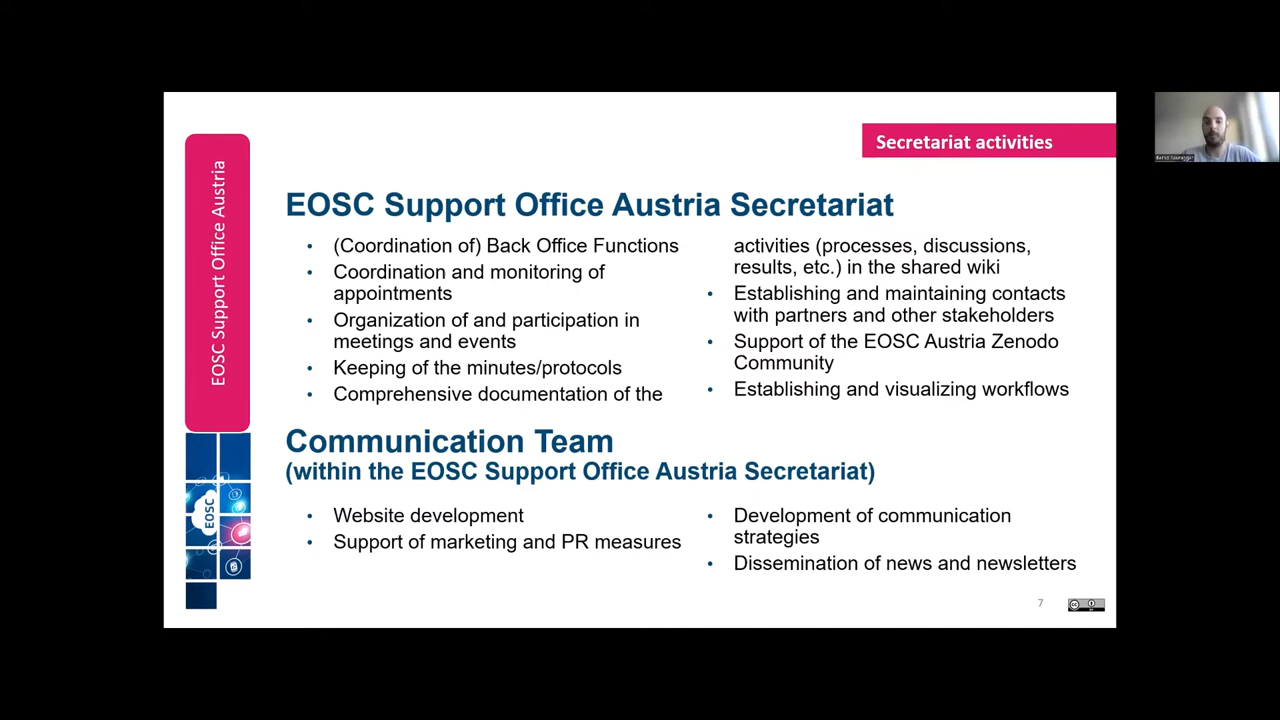 Secretariat activities
EOSC Support Office Austria
EOSC Support Office Austria Secretariat
(Coordination of) Back Office Functions
Coordination and monitoring of
appointments
Organization of and participation in
meetings and events
Keeping of the minutes/protocols
Comprehensive documentation of the
activities (processes, discussions,
results, etc.) in the shared wiki
Establishing and maintaining contacts
with partners and other stakeholders
Support of the EOSC Austria Zenodo
Community
Establishing and visualizing workflows
Communication Team
(within the EOSC Support Office Austria Secretariat)
Website development
Support of marketing and PR measures
Development of communication
strategies
Dissemination of news and newsletters
EOSC
7